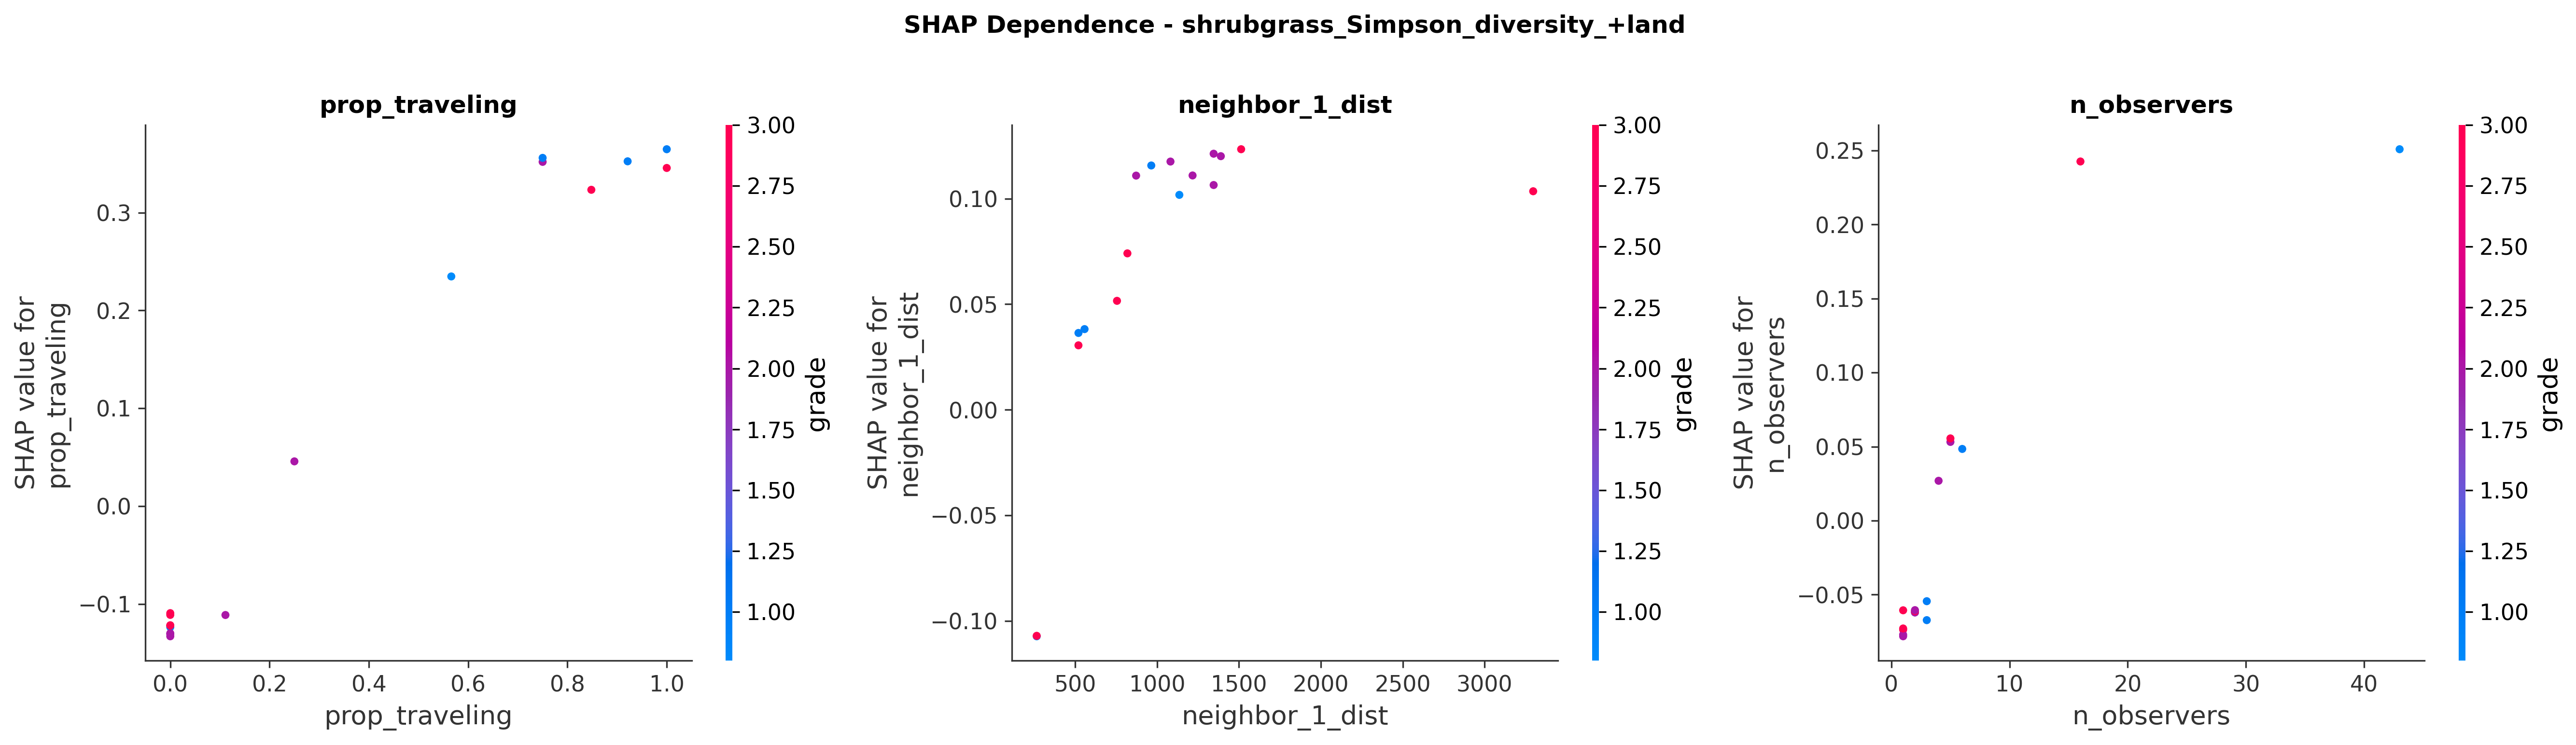 SHAP Dependence - shrubgrass_Simpson_diversity_+land
prop_traveling
SHAP value for
prop_traveling
0.3
0.2
0.1
0.0
−0.1
0.0 0.2 0.4 0.6 0.8 1.0
prop_traveling
3.00
2.75
2.50
2.25
2.00
1.75
1.50
1.25
1.00
grade
neighbor_1_dist
SHAP value for
neighbor_1_dist
0.10
0.05
0.00
−0.05
−0.10
500 1000 1500 2000 2500 3000
neighbor_1_dist
3.00
2.75
2.50
2.25
2.00
1.75
1.50
1.25
1.00
grade
n_observers
SHAP value for
n_observers
0.25
0.20
0.15
0.10
0.05
0.00
−0.05
0 10 20 30 40
n_observers
3.00
2.75
2.50
2.25
2.00
1.75
1.50
1.25
1.00
grade